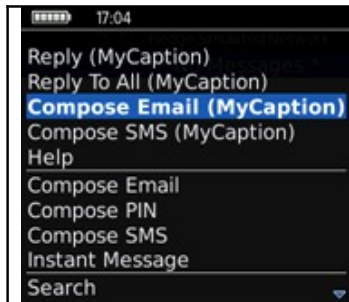 17:04
Reply (MyCaption)
Reply To All (MyCaption)
Compose Email (MyCaption)
Compose SMS (MyCaption)
Help
Compose Email
Compose PIN
Compose SMS
Instant Message
Search